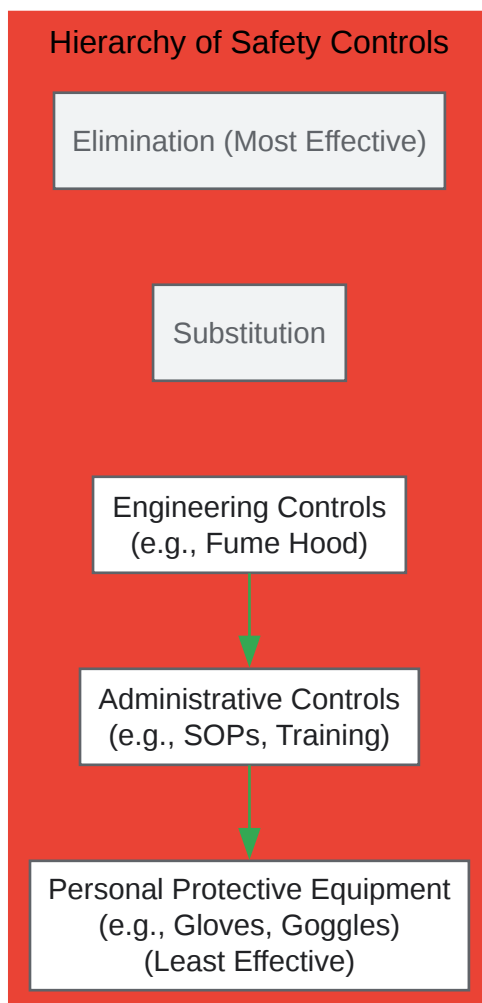 Hierarchy of Safety Controls
Elimination (Most Effective)
Substitution
Engineering Controls
(e.g., Fume Hood)
Administrative Controls
(e.g., SOPs, Training)
Personal Protective Equipment
(e.g., Gloves, Goggles)
(Least Effective)